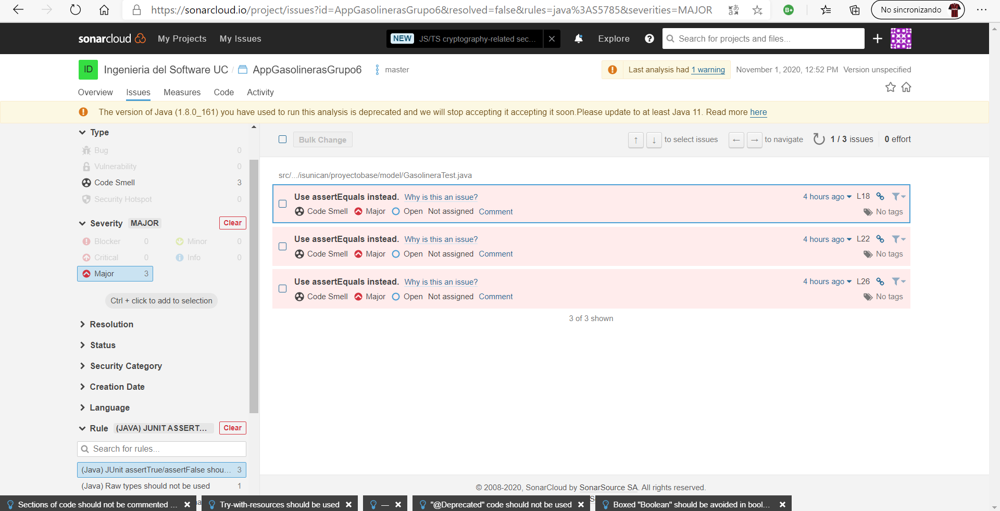 https://sonarcloud.io/project/issues?id=AppGasolinerasGrupo6&resolved=false&rules=java%3AS5785&severities=MAJOR
B+
No sincronizando
sonarcloud My Projects My Issues
NEW JS/TS cryptography-related sec...
Explore
Search for projects and files...
ID Ingenieria del Software UC / AppGasolinerasGrupo6 master
Last analysis had 1 warning November 1, 2020, 12:52 PM Version unspecified
Overview Issues Measures Code Activity
The version of Java (1.8.0_161) you have used to run this analysis is deprecated and we will stop accepting it accepting it soon.Please update to at least Java 11. Read more here
Type
Bug 0
Vulnerability 0
Code Smell 3
Security Hotspot 0
Severity MAJOR Clear
Blocker 0 Minor 0
Critical 0 Info 0
Major 3
Ctrl + click to add to selection
Resolution
Status
Security Category
Creation Date
Language
Rule (JAVA) JUNIT ASSERT... Clear
Search for rules...
(Java) JUnit assertTrue/assertFalse shou... 3
(Java) Raw types should not be used 1
Bulk Change
↑ ↓ to select issues ← → to navigate 1 / 3 issues 0 effort
src/.../isunican/proyectobase/model/GasolineraTest.java
Use assertEquals instead. Why is this an issue? 4 hours ago L18
Code Smell Major Open Not assigned Comment No tags
Use assertEquals instead. Why is this an issue? 4 hours ago L22
Code Smell Major Open Not assigned Comment No tags
Use assertEquals instead. Why is this an issue? 4 hours ago L26
Code Smell Major Open Not assigned Comment No tags
3 of 3 shown
© 2008-2020, SonarCloud by SonarSource SA. All rights reserved.
Sections of code should not be commented ... Try-with-resources should be used — "@Deprecated" code should not be used Boxed "Boolean" should be avoided in bool...